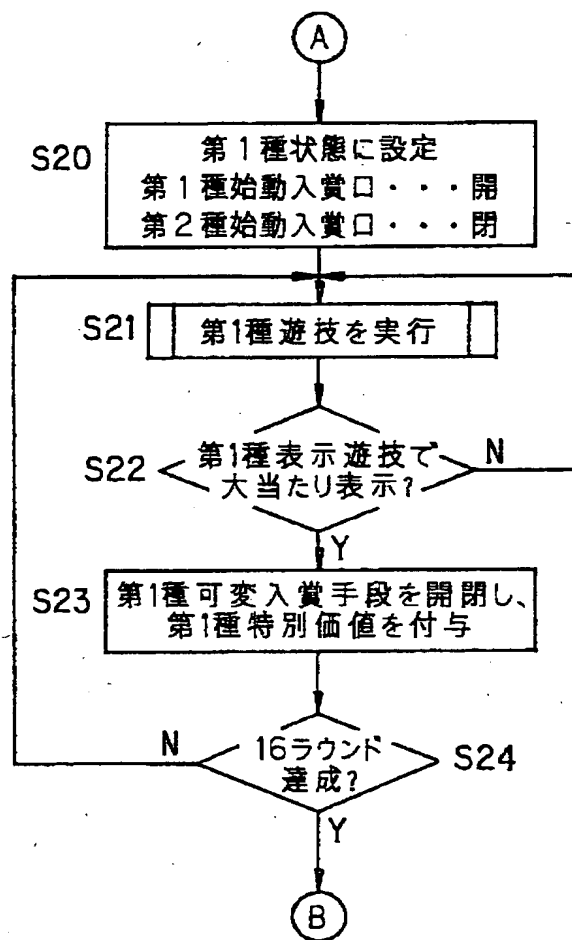 A
S20
第1種状態に設定
第1種始動入賞口・・・開
第2種始動入賞口・・・閉
S21
第1種遊技を実行
S22
第1種表示遊技で
大当たり表示?
N
Y
S23
第1種可変入賞手段を開閉し、
第1種特別価値を付与
N
16ラウンド
達成?
S24
Y
B